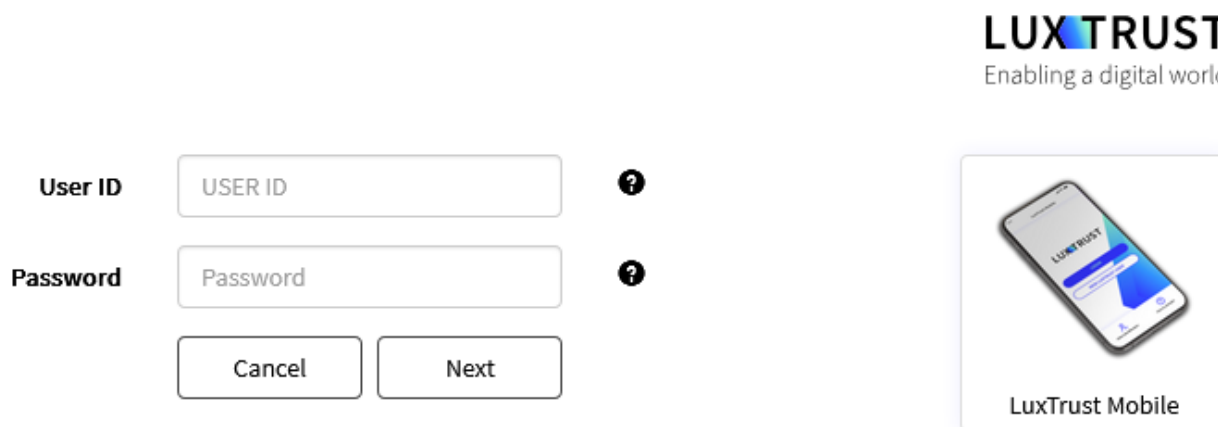 LUXTRUST
Enabling a digital worl
User ID
USER ID
Password
Password
Cancel
Next
LUXTRUST
LuxTrust Mobile